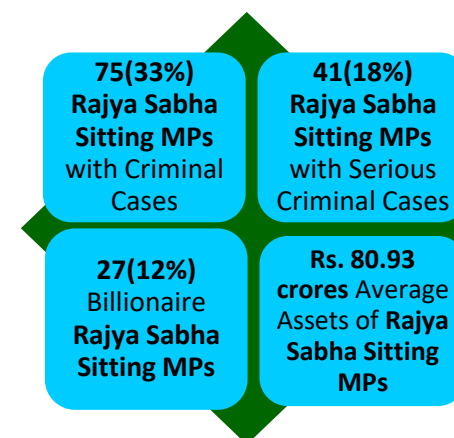 75(33%)
Rajya Sabha
Sitting MPs
with Criminal
Cases
41(18%)
Rajya Sabha
Sitting MPs
with Serious
Criminal Cases
27(12%)
Billionaire
Rajya Sabha
Sitting MPs
Rs. 80.93
crores Average
Assets of Rajya
Sabha Sitting
MPs